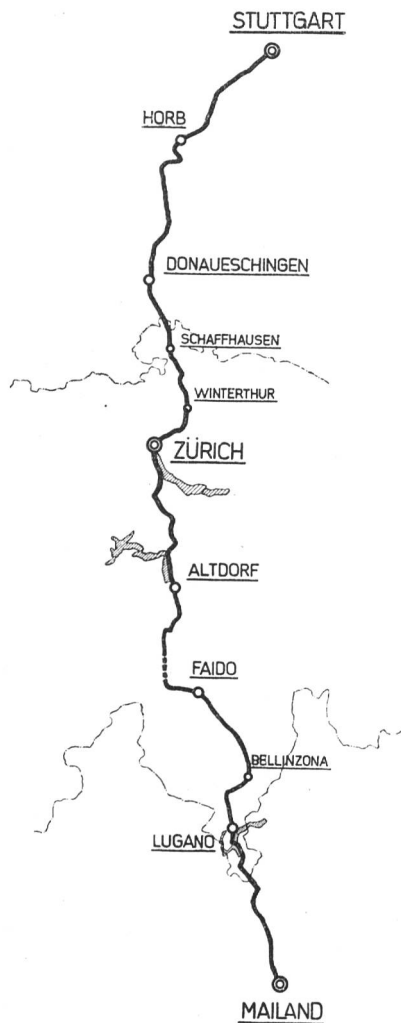 STUTTGART
HORB
DONAUESCHINGEN
SCHAFFHAUSEN
WINTERTHUR
ZÜRICH
ALTDORF
FAIDO
BELLINZONA
LUGANO
MAILAND